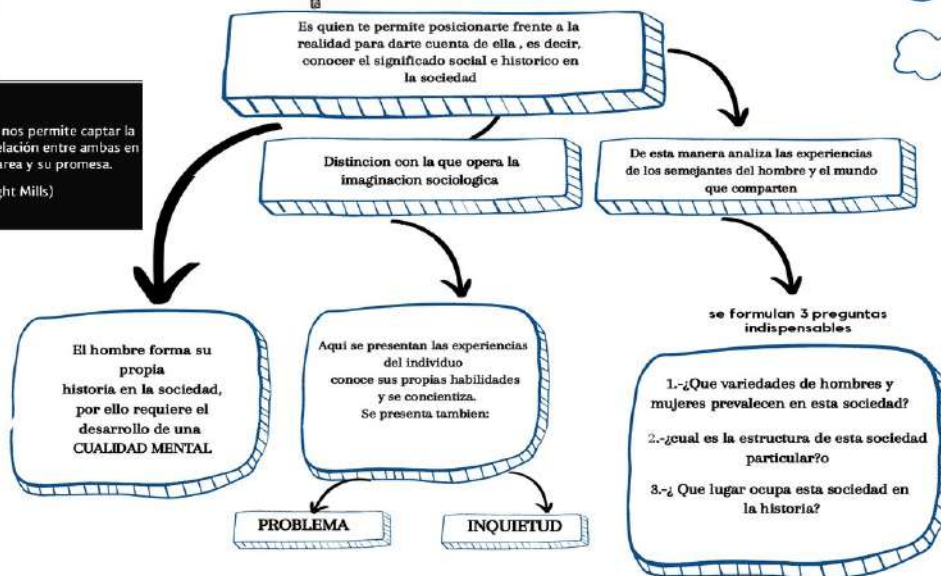 la
Es quien te permite posicionarte frente a la
realidad para darte cuenta de ella , es decir,
conocer el significado social e historico en
la sociedad
nos permite captar la
elación entre ambas en
area y su promesa.
ght Mills)
Distincion con la que opera la
imaginacion sociologica
De esta manera analiza las experiencias
de los semejantes del hombre y el mundo
que comparten
El hombre forma su
propia
historia en la sociedad,
por ello requiere el
desarrollo de una
CUALIDAD MENTAL
Aqui se presentan las experiencias
del individuo
conoce sus propias habilidades
y se concientiza.
Se presenta tambien:
PROBLEMA
INQUIETUD
se formulan 3 preguntas
indispensables
1.-¿Que variedades de hombres y
mujeres prevalecen en esta sociedad?
2.-¿cual es la estructura de esta sociedad
particular?o
3.-¿ Que lugar ocupa esta sociedad en
la historia?